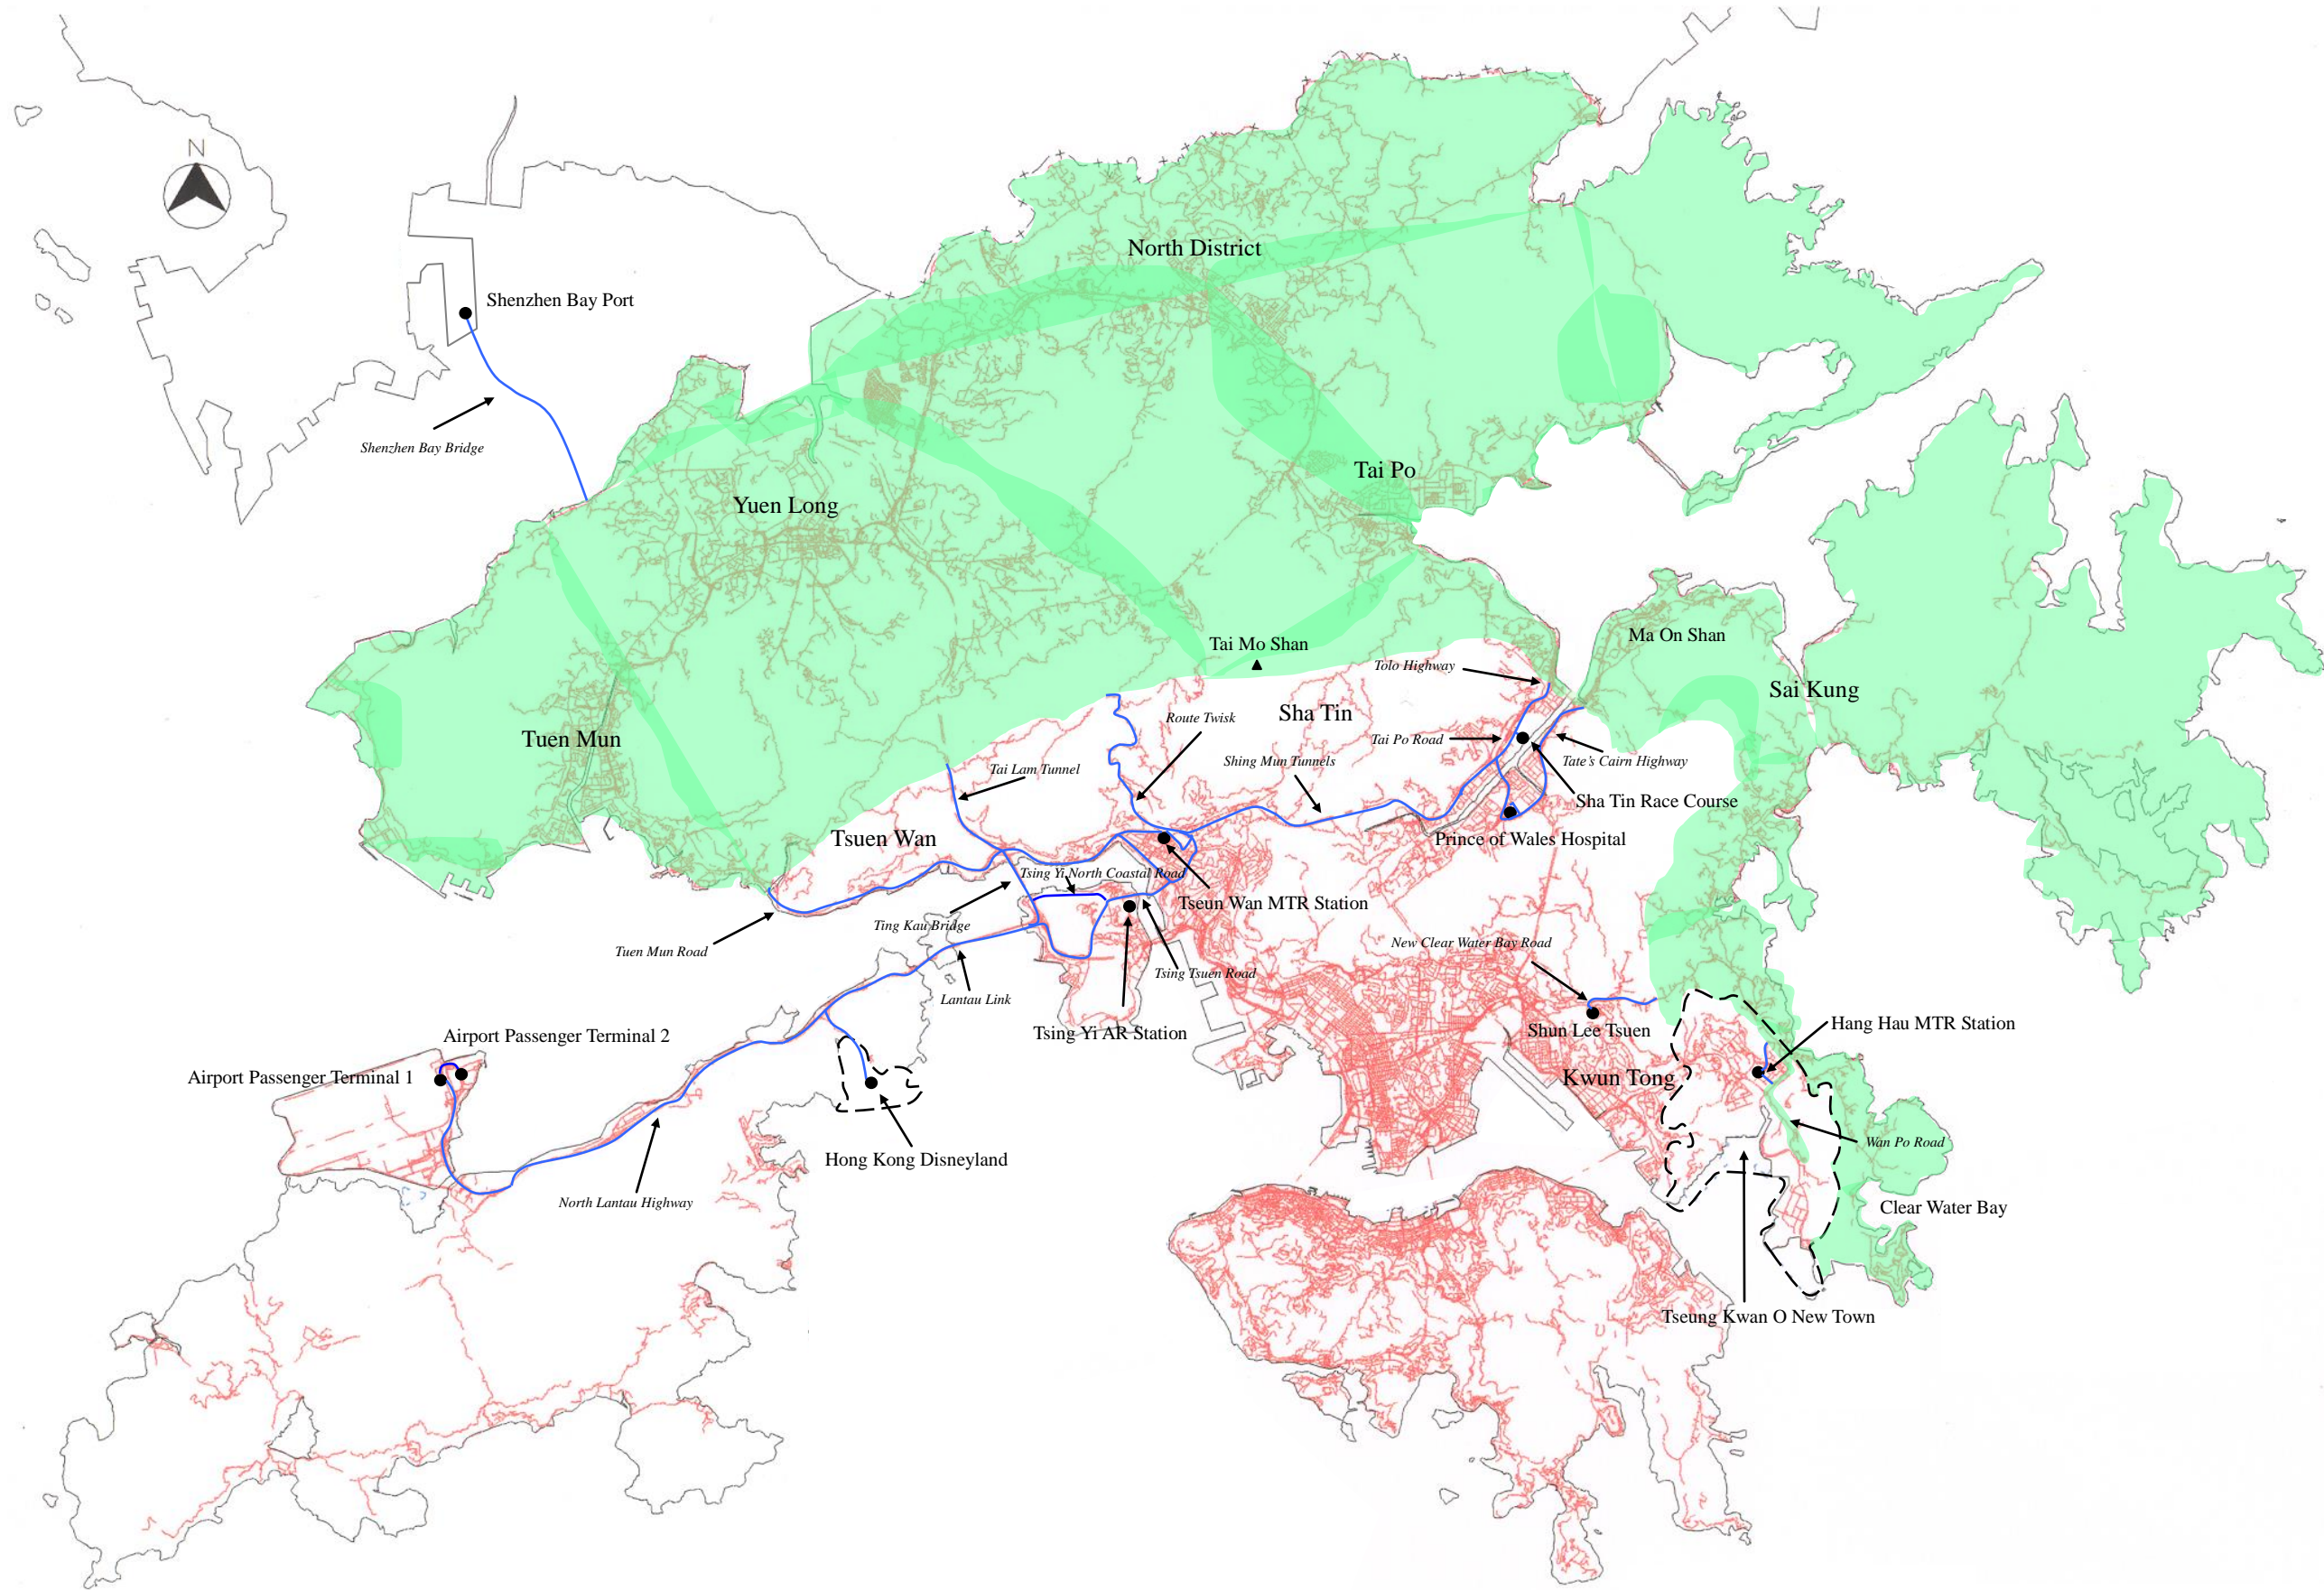 N
North District
Shenzhen Bay Port
Shenzhen Bay Bridge
Tai Po
Yuen Long
Ma On Shan
Tai Mo Shan
Tolo Highway
Sai Kung
Route Twisk
Sha Tin
Tuen Mun
Tai Po Road
Tai Lam Tunnel
Shing Mun Tunnels
Tate's Cairn Highway
Sha Tin Race Course
Tsuen Wan
Prince of Wales Hospital
Tsing Yi North Coastal Road
Tseun Wan MTR Station
Ting Kau Bridge
New Clear Water Bay Road
Tuen Mun Road
Tsing Tsuen Road
Lantau Link
Hang Hau MTR Station
Shun Lee Tsuen
Tsing Yi AR Station
Airport Passenger Terminal 2
Airport Passenger Terminal 1
Kwun Tong
Wan Po Road
Hong Kong Disneyland
North Lantau Highway
Clear Water Bay
Tseung Kwan O New Town